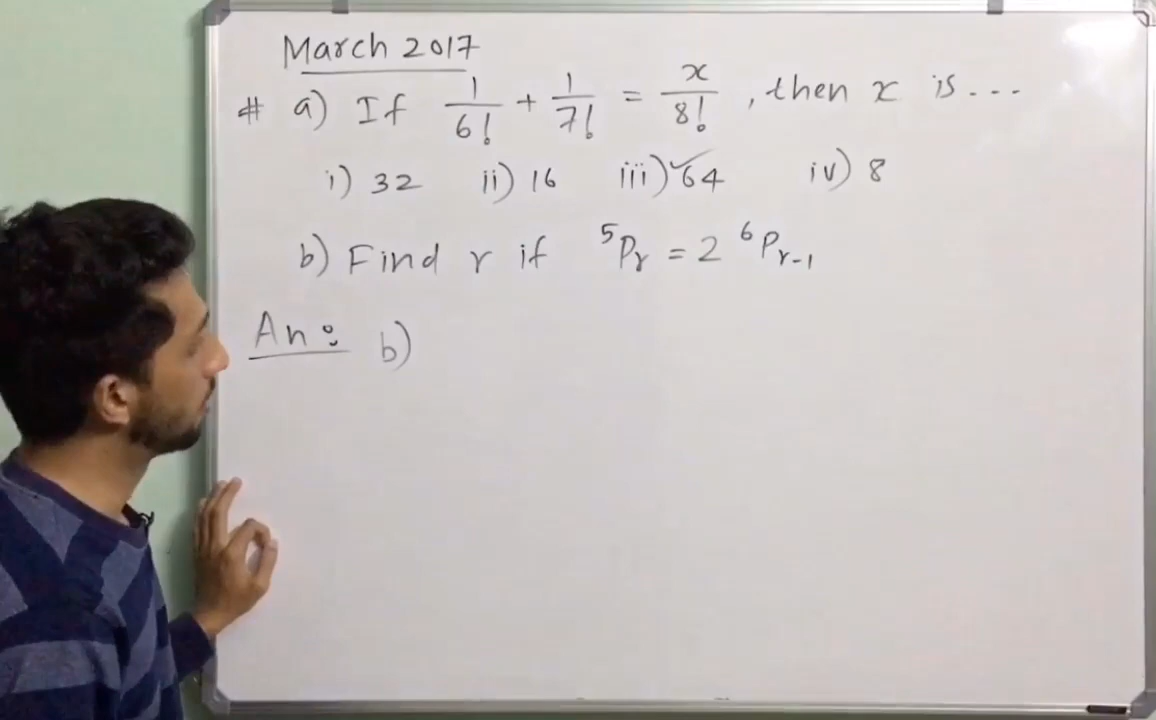 March 2017
# a) If 1/6! + 1/7! = x/8! , then x is ...
i) 32 ii) 16 iii) ✓64 iv) 8
b) Find r if ⁵Pᵣ = 2 ⁶Pᵣ₋₁
An: b)